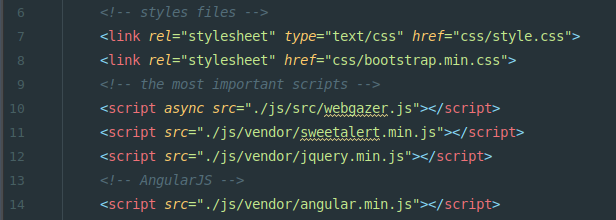 6 <!-- styles files -->
7 <link rel="stylesheet" type="text/css" href="css/style.css">
8 <link rel="stylesheet" href="css/bootstrap.min.css">
9 <!-- the most important scripts -->
10 <script async src="./js/src/webgazer.js"></script>
11 <script src="./js/vendor/sweetalert.min.js"></script>
12 <script src="./js/vendor/jquery.min.js"></script>
13 <!-- AngularJS -->
14 <script src="./js/vendor/angular.min.js"></script>